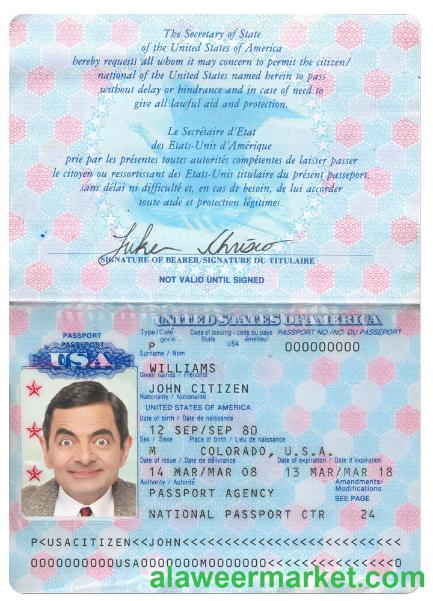 The Secretary of State
of the United States of America
hereby requests all whom it may concern to permit the citizen/
national of the United States named herein to pass
without delay or hindrance and in case of need to
give all lawful aid and protection.
Le Secrétaire d'Etat
des Etats-Unis d'Amérique
prie par les présentes toutes autorités compétentes de laisser passer
le citoyen ou ressortissant des Etats-Unis titulaire du présent passeport,
sans délai ni difficulté et, en cas de besoin, de lui accorder
toute aide et protection légitimes.
SIGNATURE OF BEARER/SIGNATURE DU TITULAIRE
NOT VALID UNTIL SIGNED
UNITED STATES OF AMERICA
PASSPORT
PASSEPORT
USA
Type/Caté-gorie Code of issuing / code du pays PASSPORT NO./NO. DU PASSEPORT
State USA émetteur
P 000000000
Surname / Nom
WILLIAMS
Given names / Prénoms
JOHN CITIZEN
Nationality / Nationalité
UNITED STATES OF AMERICA
Date of birth / Date de naissance
12 SEP/SEP 80
Sex / Sexe Place of birth / Lieu de naissance
M COLORADO, U.S.A.
Date of issue / Date de délivrance Date of expiration / Date d'expiration
14 MAR/MAR 08 13 MAR/MAR 18
Authority / Autorité Amendments/
Modifications
PASSPORT AGENCY SEE PAGE
NATIONAL PASSPORT CTR 24
alaweermarket.com